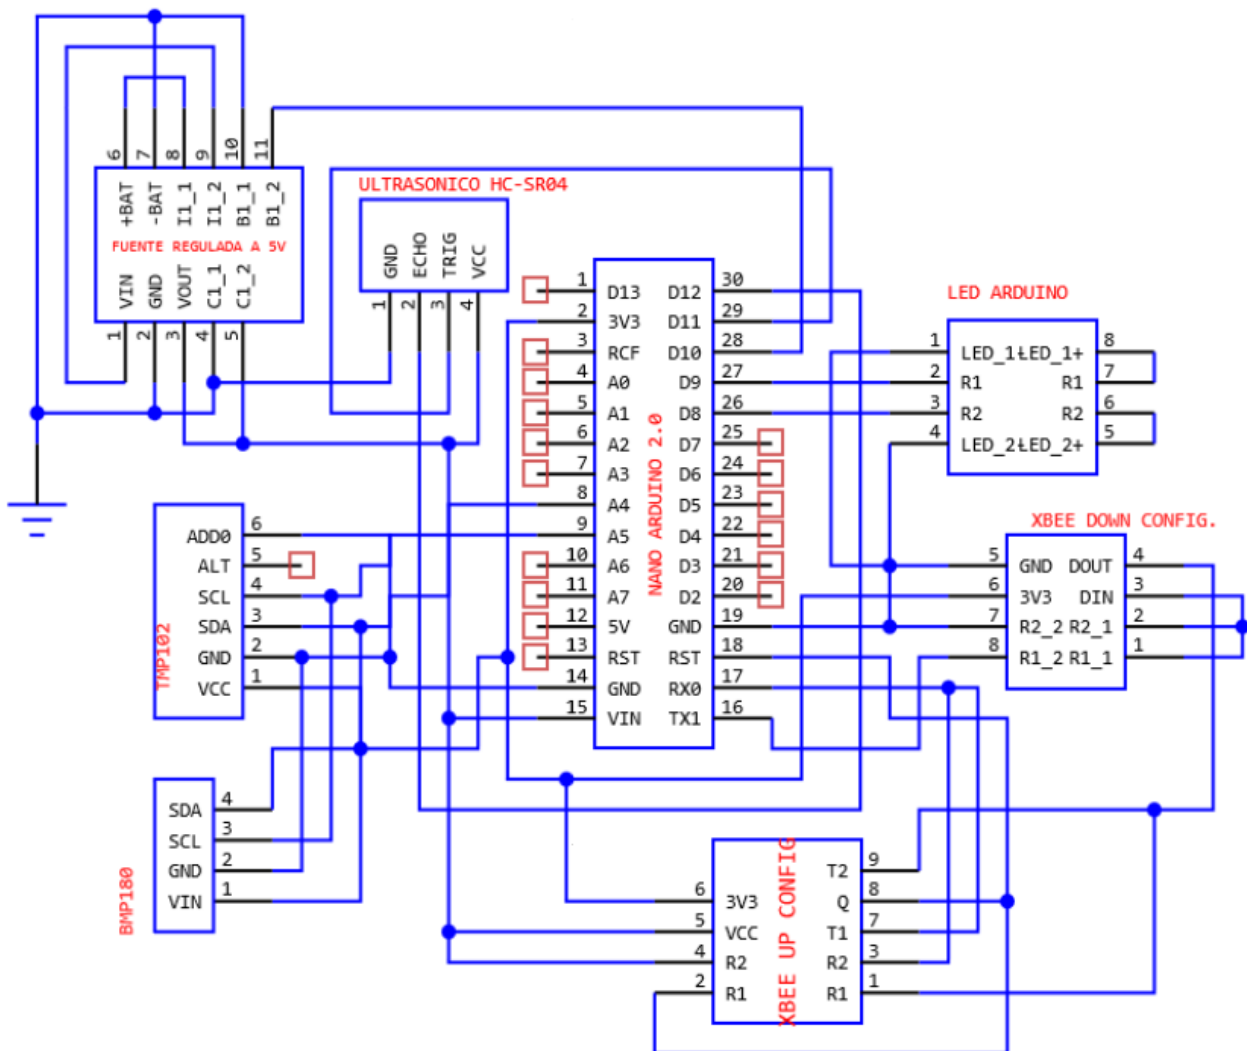 6 7 8 9 10 11
+BAT -BAT I1_1 I1_2 B1_1 B1_2
FUENTE REGULADA A 5V
VIN GND VOUT C1_1 C1_2
1 2 3 4 5
ULTRASONICO HC-SR04
GND ECHO TRIG VCC
1 2 3 4
NANO ARDUINO 2.0
1 D13 D12 30
2 3V3 D11 29
3 RCF D10 28
4 A0 D9 27
5 A1 D8 26
6 A2 D7 25
7 A3 D6 24
8 A4 D5 23
9 A5 D4 22
10 A6 D3 21
11 A7 D2 20
12 5V GND 19
13 RST RST 18
14 GND RX0 17
15 VIN TX1 16
LED ARDUINO
1 LED_1- LED_1+ 8
2 R1 R1 7
3 R2 R2 6
4 LED_2- LED_2+ 5
XBEE DOWN CONFIG.
5 GND DOUT 4
6 3V3 DIN 3
7 R2_2 R2_1 2
8 R1_2 R1_1 1
TMP102
ADD0 6
ALT 5
SCL 4
SDA 3
GND 2
VCC 1
BMP180
SDA 4
SCL 3
GND 2
VIN 1
XBEE UP CONFIG
T2 9
6 3V3 Q 8
5 VCC T1 7
4 R2 R2 3
2 R1 R1 1